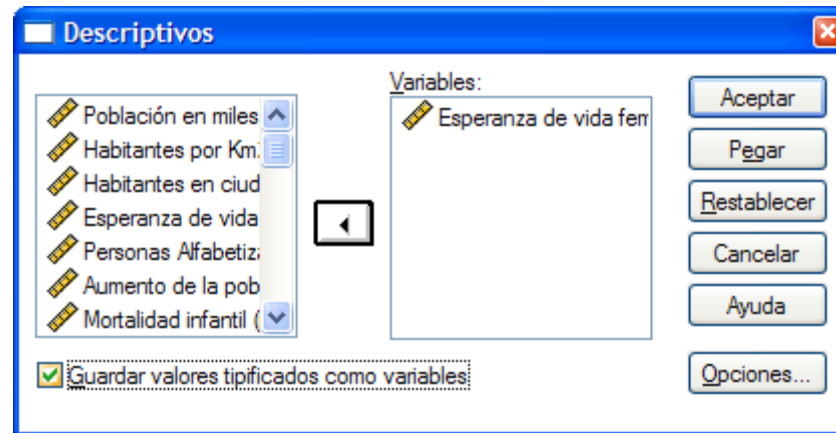 Descriptivos
Población en miles
Habitantes por Km
Habitantes en ciud
Esperanza de vida
Personas Alfabetiz
Aumento de la pob
Mortalidad infantil (
Variables:
Esperanza de vida fem
Aceptar
Pegar
Restablecer
Cancelar
Ayuda
Opciones...
Guardar valores tipificados como variables